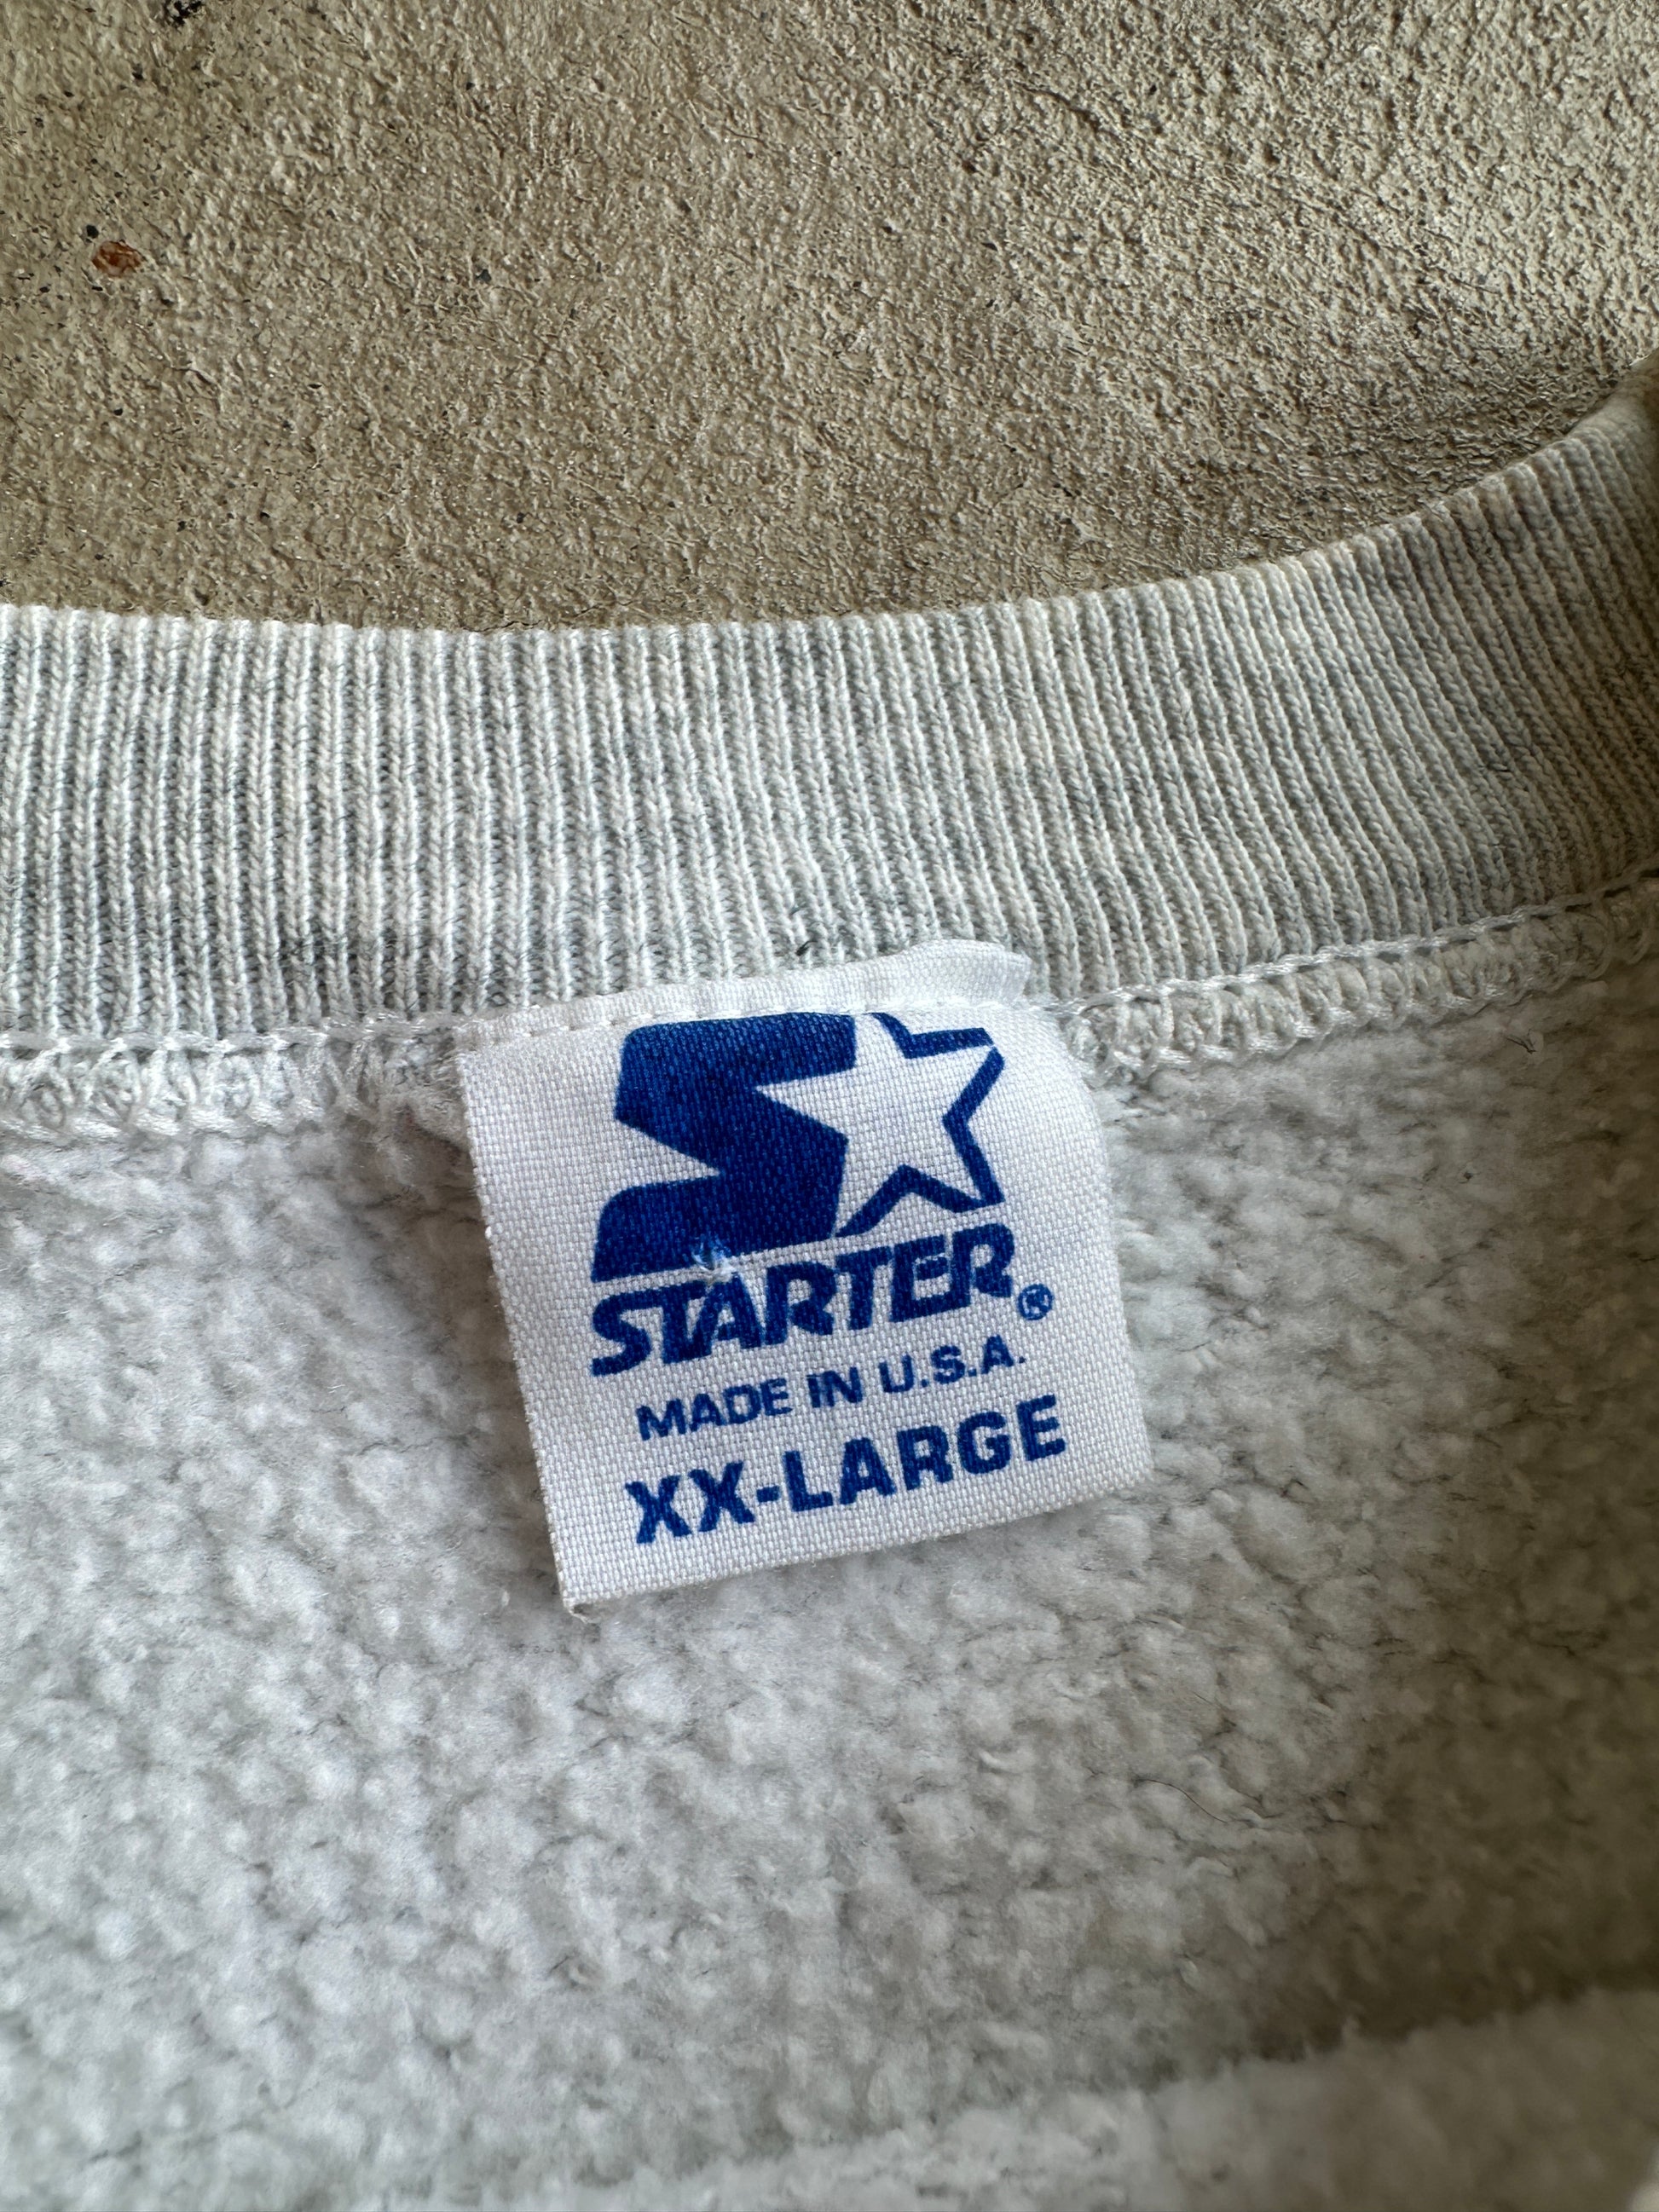 STARTER®
MADE IN U.S.A.
XX-LARGE